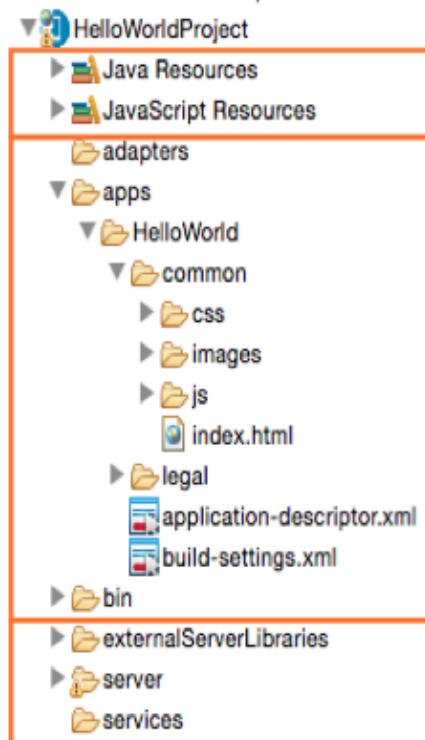 HelloWorldProject
Java Resources
JavaScript Resources
adapters
apps
HelloWorld
common
css
images
js
index.html
legal
application-descriptor.xml
build-settings.xml
bin
externalServerLibraries
server
services